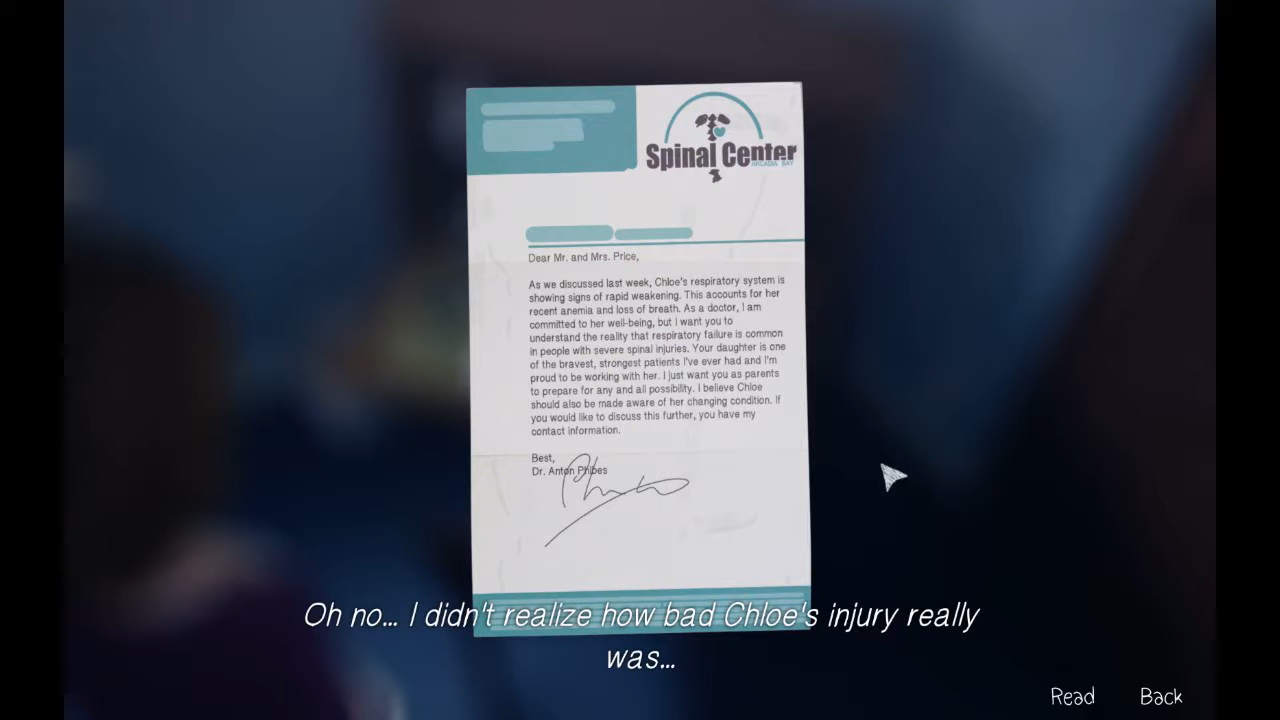 Spinal Center
ARCADIA BAY
Dear Mr. and Mrs. Price,
As we discussed last week, Chloe's respiratory system is
showing signs of rapid weakening. This accounts for her
recent anemia and loss of breath. As a doctor, I am
committed to her well-being, but I want you to
understand the reality that respiratory failure is common
in people with severe spinal injuries. Your daughter is one
of the bravest, strongest patients I've ever had and I'm
proud to be working with her. I just want you as parents
to prepare for any and all possibility. I believe Chloe
should also be made aware of her changing condition. If
you would like to discuss this further, you have my
contact information.
Best,
Dr. Anton Phibes
Oh no... I didn't realize how bad Chloe's injury really
was...
Read Back